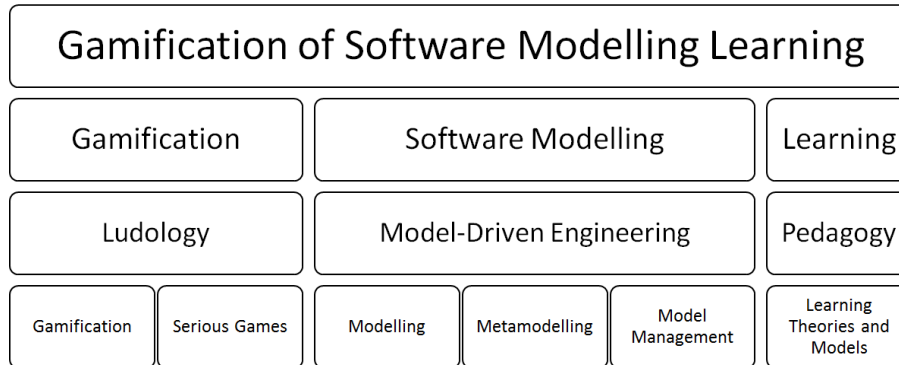 Gamification of Software Modelling Learning
Gamification
Software Modelling
Learning
Ludology
Model-Driven Engineering
Pedagogy
Gamification
Serious Games
Modelling
Metamodelling
Model
Management
Learning
Theories and
Models